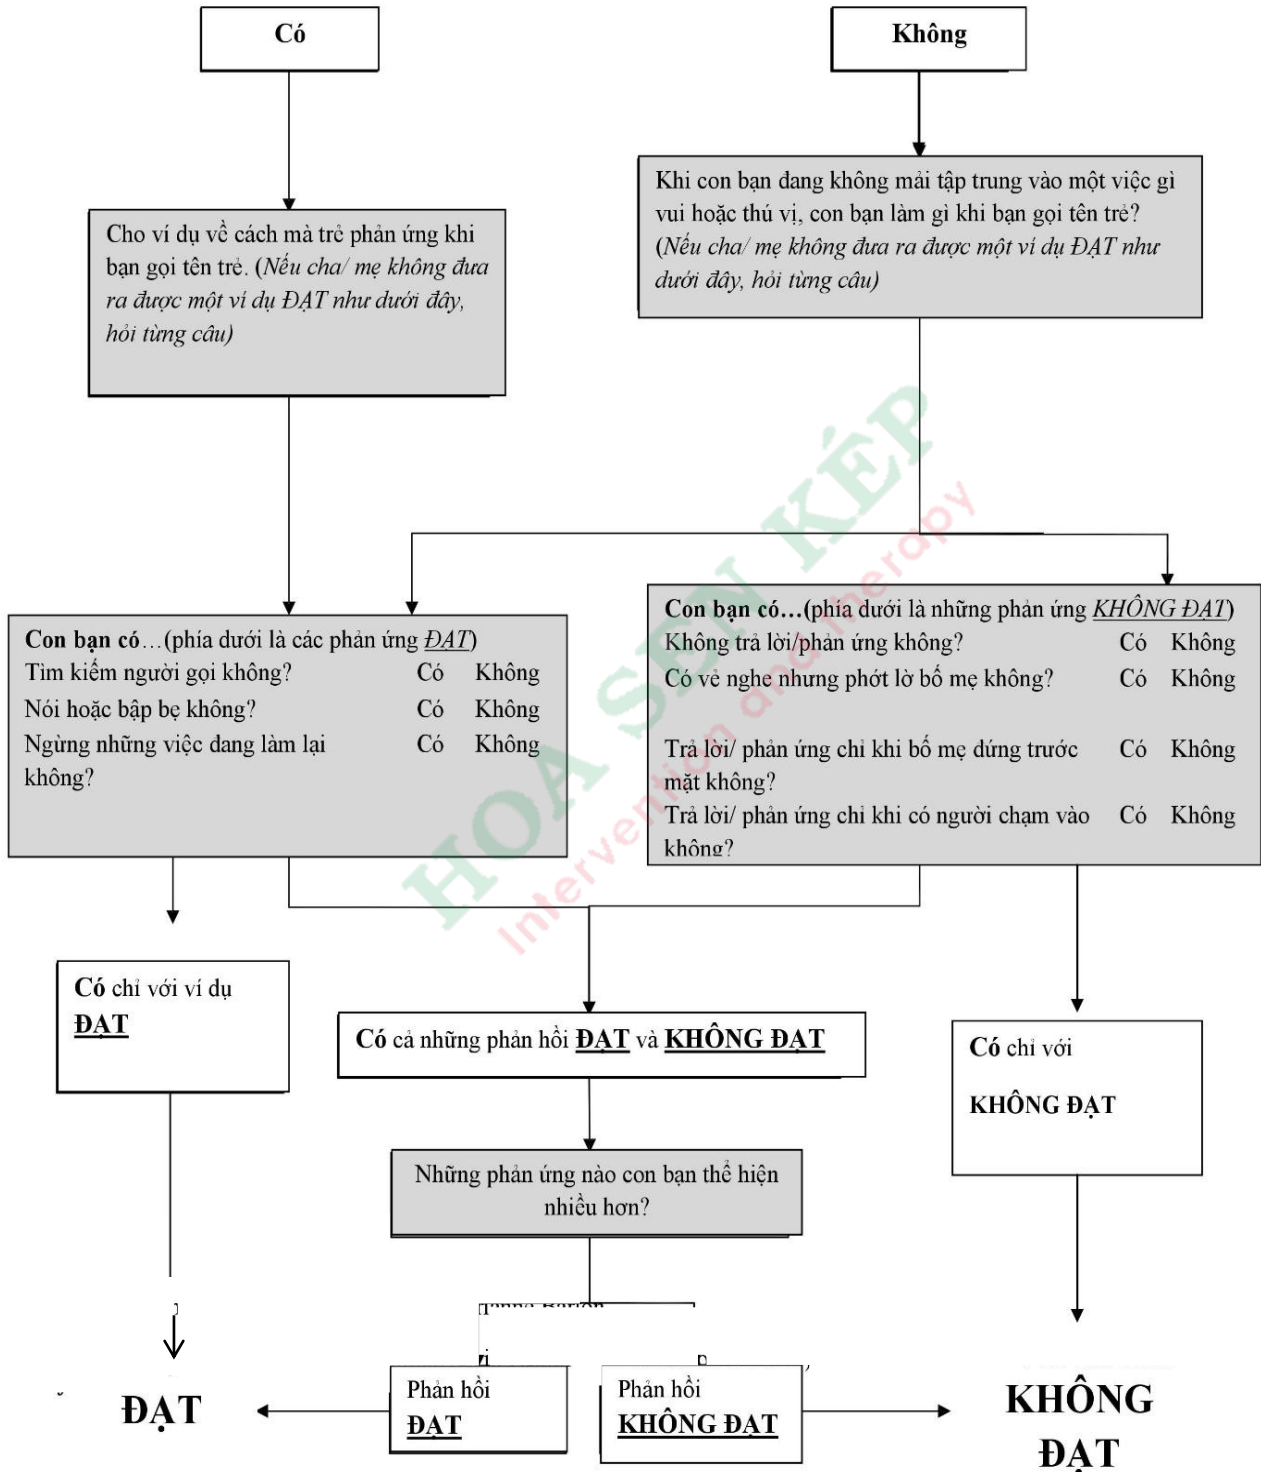 Có
Không
Cho ví dụ về cách mà trẻ phản ứng khi
bạn gọi tên trẻ. (Nếu cha/ mẹ không đưa
ra được một ví dụ ĐẠT như dưới đây,
hỏi từng câu)
Khi con bạn đang không mải tập trung vào một việc gì
vui hoặc thú vị, con bạn làm gì khi bạn gọi tên trẻ?
(Nếu cha/ mẹ không đưa ra được một ví dụ ĐẠT như
dưới đây, hỏi từng câu)
Con bạn có…(phía dưới là các phản ứng ĐẠT)
Tìm kiếm người gọi không? Có Không
Nói hoặc bập bẹ không? Có Không
Ngừng những việc đang làm lại Có Không
không?
Con bạn có…(phía dưới là những phản ứng KHÔNG ĐẠT)
Không trả lời/phản ứng không? Có Không
Có vẻ nghe nhưng phớt lờ bố mẹ không? Có Không
Trả lời/ phản ứng chỉ khi bố mẹ đứng trước Có Không
mặt không?
Trả lời/ phản ứng chỉ khi có người chạm vào Có Không
không?
HOA SEN KÉP
Intervention and therapy
Có chỉ với ví dụ
ĐẠT
Có cả những phản hồi ĐẠT và KHÔNG ĐẠT
Có chỉ với
KHÔNG ĐẠT
Những phản ứng nào con bạn thể hiện
nhiều hơn?
Phản hồi
ĐẠT
Phản hồi
KHÔNG ĐẠT
ĐẠT
KHÔNG
ĐẠT